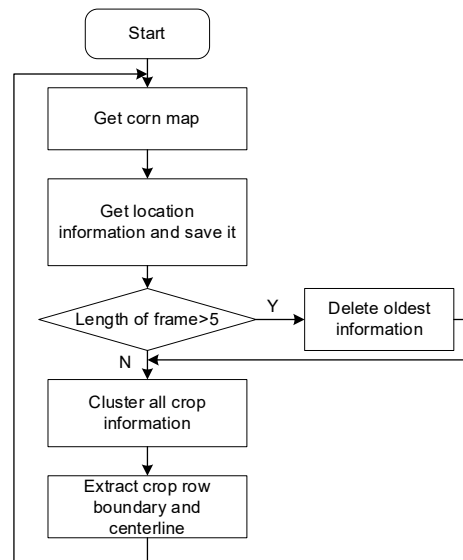 Start
Get corn map
Get location
information and save it
Length of frame>5
Y
Delete oldest
information
N
Cluster all crop
information
Extract crop row
boundary and
centerline